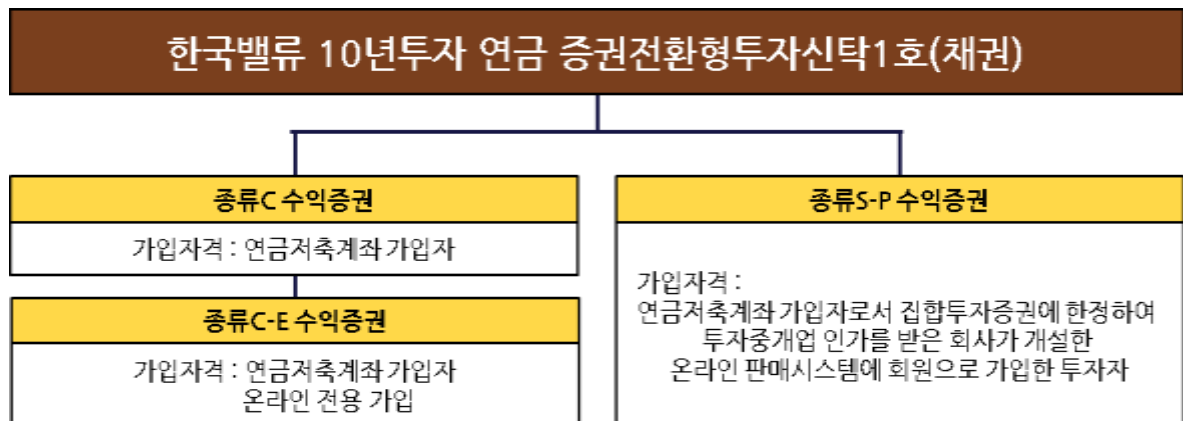 한국밸류 10년투자 연금 증권전환형투자신탁1호(채권)
종류C 수익증권
가입자격 : 연금저축계좌 가입자
종류C-E 수익증권
가입자격 : 연금저축계좌 가입자
온라인 전용 가입
종류S-P 수익증권
가입자격 :
연금저축계좌 가입자로서 집합투자증권에 한정하여
투자중개업 인가를 받은 회사가 개설한
온라인 판매시스템에 회원으로 가입한 투자자